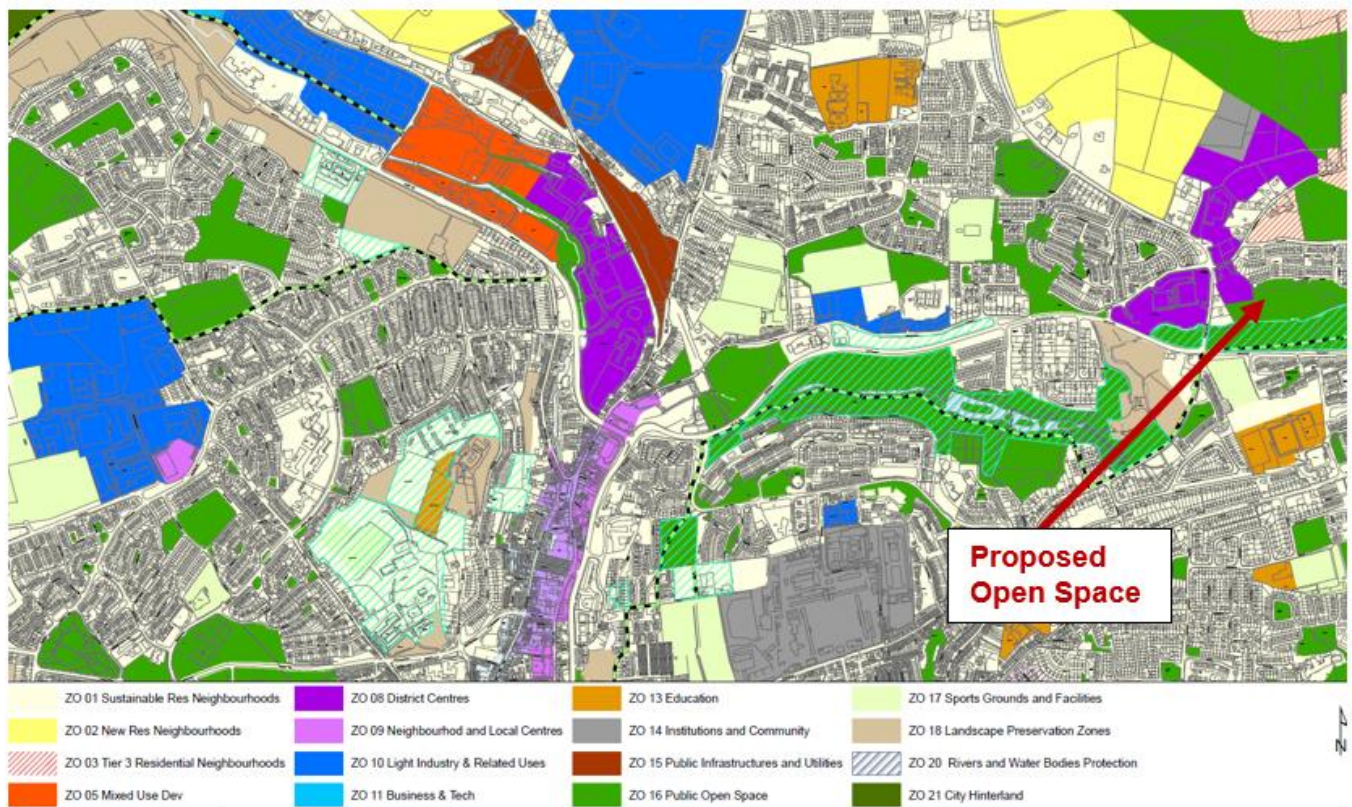 Proposed
Open Space
ZO 01 Sustainable Res Neighbourhoods
ZO 02 New Res Neighbourhoods
ZO 03 Tier 3 Residential Neighbourhoods
ZO 05 Mixed Use Dev
ZO 08 District Centres
ZO 09 Neighbourhod and Local Centres
ZO 10 Light Industry & Related Uses
ZO 11 Business & Tech
ZO 13 Education
ZO 14 Institutions and Community
ZO 15 Public Infrastructures and Utilities
ZO 16 Public Open Space
ZO 17 Sports Grounds and Facilities
ZO 18 Landscape Preservation Zones
ZO 20 Rivers and Water Bodies Protection
ZO 21 City Hinterland
N